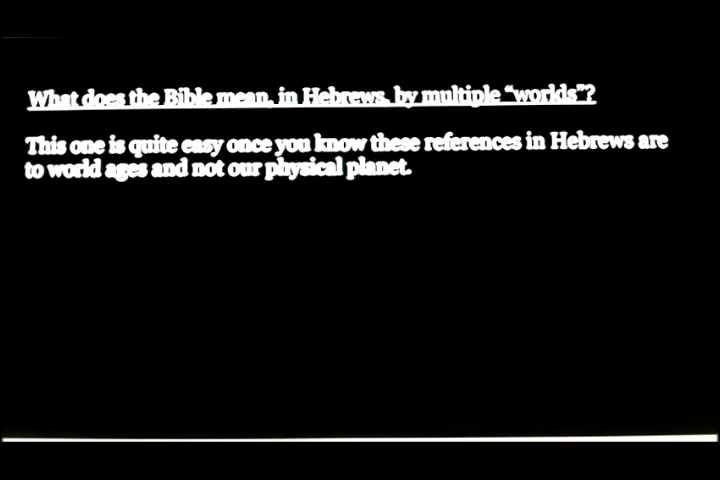 What does the Bible mean, in Hebrews, by multiple “worlds”?
This one is quite easy once you know these references in Hebrews are
to world ages and not our physical planet.